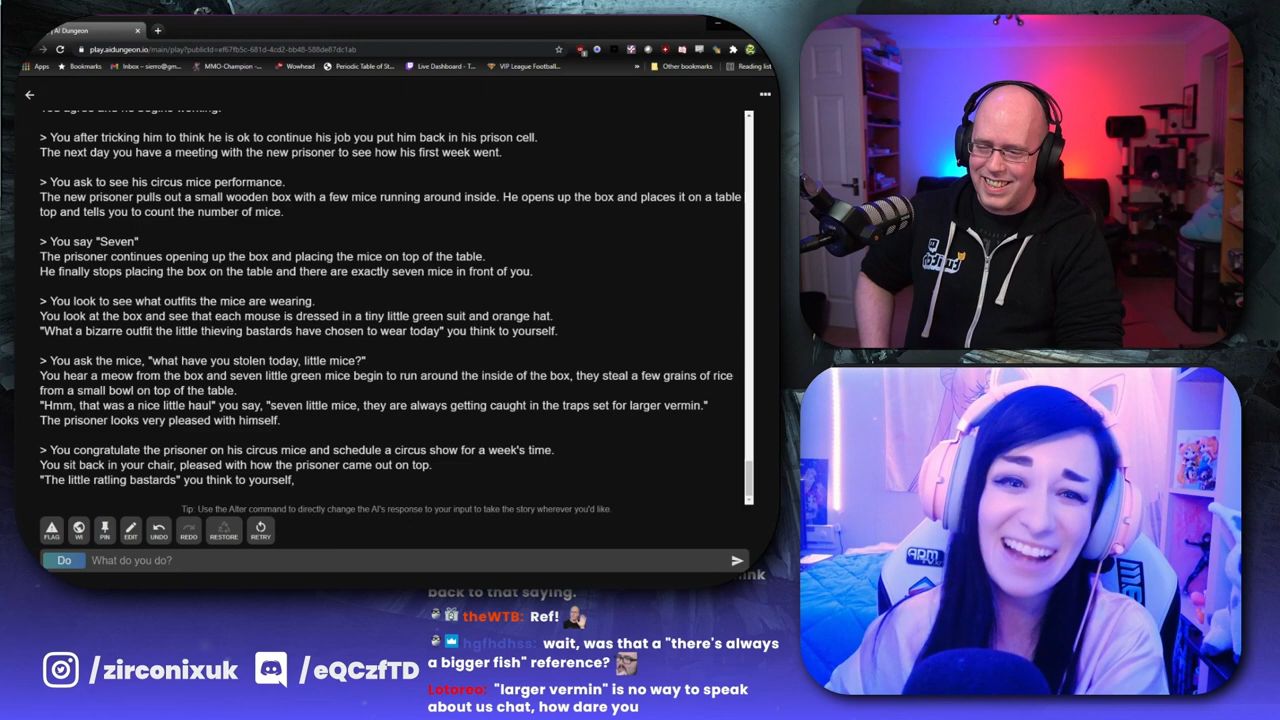 AI Dungeon
play.aidungeon.io/main/play?publicId=ef67fb5c-681d-4cd2-bb48-588de87dc1ab
Apps Bookmarks Inbox – sierro@gm... MMO-Champion -... Wowhead Periodic Table of St... Live Dashboard - T... VIP League Football... » Other bookmarks Reading list
> You after tricking him to think he is ok to continue his job you put him back in his prison cell.
The next day you have a meeting with the new prisoner to see how his first week went.
> You ask to see his circus mice performance.
The new prisoner pulls out a small wooden box with a few mice running around inside. He opens up the box and places it on a table
top and tells you to count the number of mice.
> You say "Seven"
The prisoner continues opening up the box and placing the mice on top of the table.
He finally stops placing the box on the table and there are exactly seven mice in front of you.
> You look to see what outfits the mice are wearing.
You look at the box and see that each mouse is dressed in a tiny little green suit and orange hat.
"What a bizarre outfit the little thieving bastards have chosen to wear today" you think to yourself.
> You ask the mice, "what have you stolen today, little mice?"
You hear a meow from the box and seven little green mice begin to run around the inside of the box, they steal a few grains of rice
from a small bowl on top of the table.
"Hmm, that was a nice little haul" you say, "seven little mice, they are always getting caught in the traps set for larger vermin."
The prisoner looks very pleased with himself.
> You congratulate the prisoner on his circus mice and schedule a circus show for a week's time.
You sit back in your chair, pleased with how the prisoner came out on top.
"The little ratling bastards" you think to yourself,
Tip: Use the Alter command to directly change the AI's response to your input to take the story wherever you'd like.
FLAG WI PIN EDIT UNDO REDO RESTORE RETRY
Do What do you do?
back to that saying.
theWTB: Ref!
hgfhdhss: wait, was that a "there's always
a bigger fish" reference?
Lotoreo: "larger vermin" is no way to speak
about us chat, how dare you
/zirconixuk /eQCzfTD